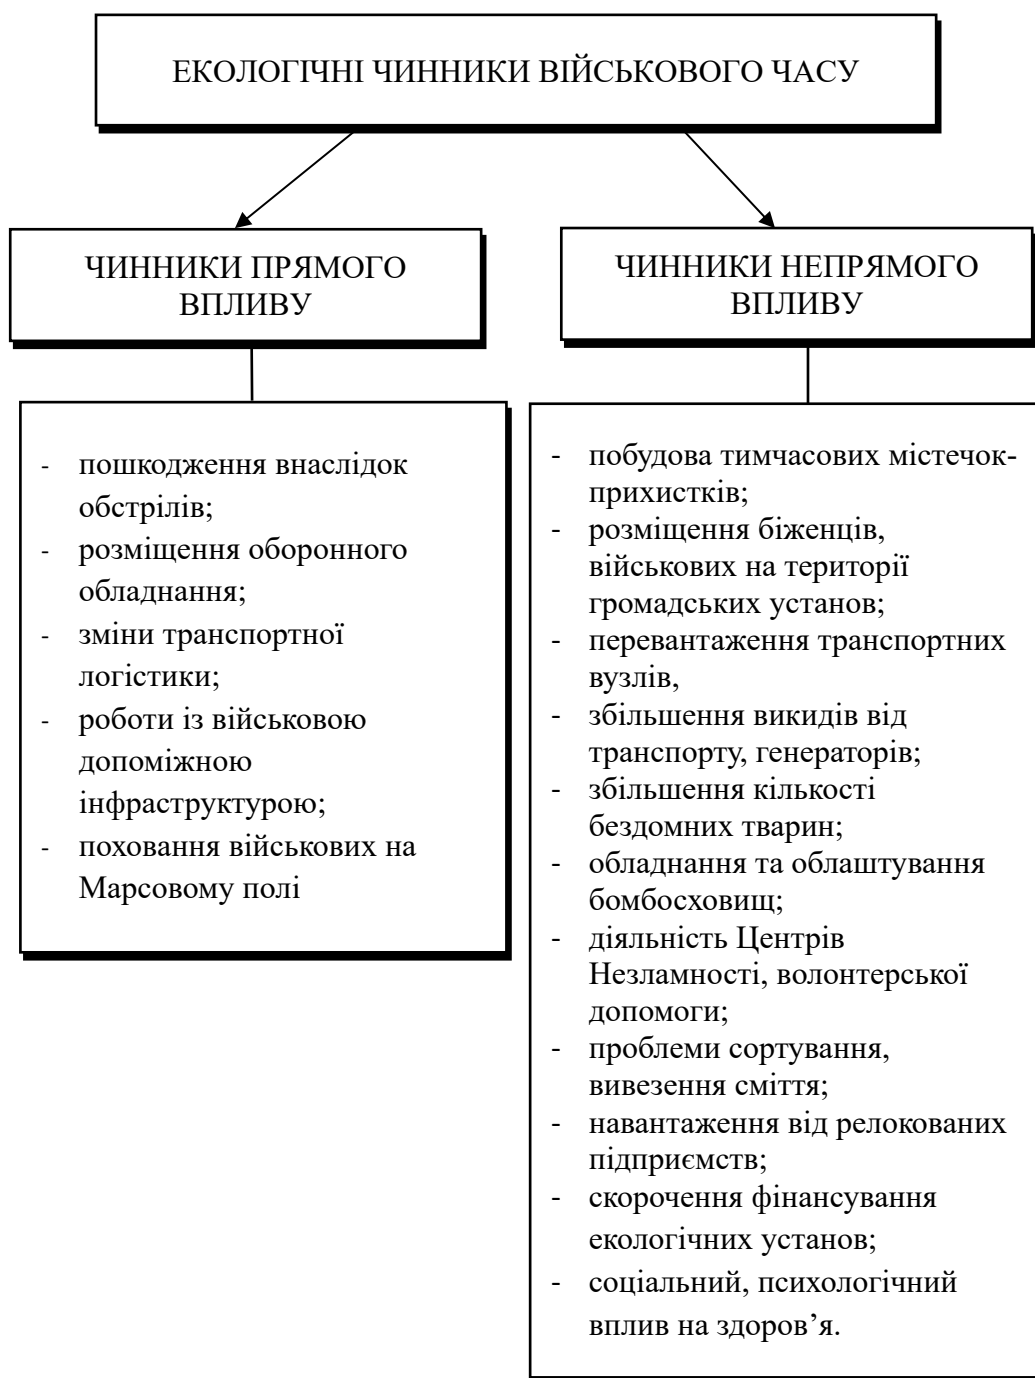 ЕКОЛОГІЧНІ ЧИННИКИ ВІЙСЬКОВОГО ЧАСУ
ЧИННИКИ ПРЯМОГО
ВПЛИВУ
- пошкодження внаслідок
обстрілів;
- розміщення оборонного
обладнання;
- зміни транспортної
логістики;
- роботи із військовою
допоміжною
інфраструктурою;
- поховання військових на
Марсовому полі
ЧИННИКИ НЕПРЯМОГО
ВПЛИВУ
- побудова тимчасових містечок-
прихистків;
- розміщення біженців,
військових на території
громадських установ;
- перевантаження транспортних
вузлів,
- збільшення викидів від
транспорту, генераторів;
- збільшення кількості
бездомних тварин;
- обладнання та облаштування
бомбосховищ;
- діяльність Центрів
Незламності, волонтерської
допомоги;
- проблеми сортування,
вивезення сміття;
- навантаження від релокованих
підприємств;
- скорочення фінансування
екологічних установ;
- соціальний, психологічний
вплив на здоров’я.